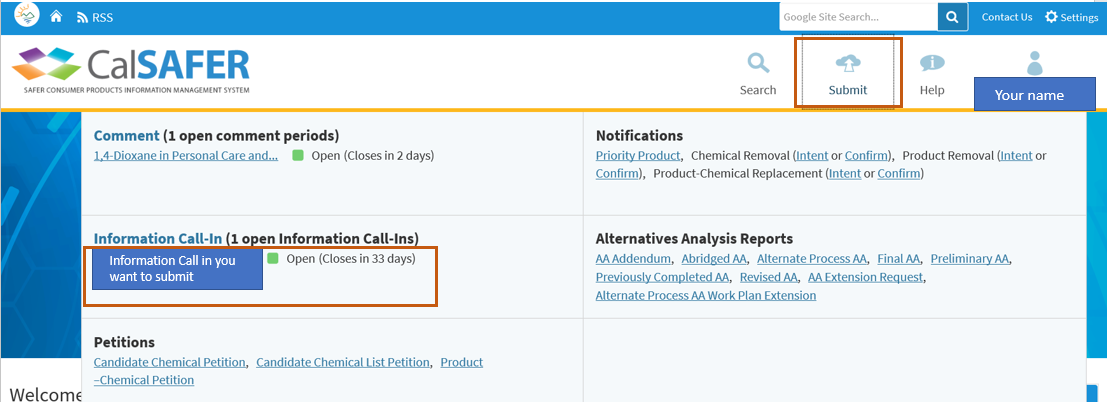 RSS
Google Site Search...
Contact Us
Settings
CalSAFER
SAFER CONSUMER PRODUCTS INFORMATION MANAGEMENT SYSTEM
Search
Submit
Help
Your name
Comment (1 open comment periods)
1,4-Dioxane in Personal Care and... Open (Closes in 2 days)
Notifications
Priority Product, Chemical Removal (Intent or Confirm), Product Removal (Intent or
Confirm), Product-Chemical Replacement (Intent or Confirm)
Information Call-In (1 open Information Call-Ins)
Information Call in you
want to submit
Open (Closes in 33 days)
Alternatives Analysis Reports
AA Addendum, Abridged AA, Alternate Process AA, Final AA, Preliminary AA,
Previously Completed AA, Revised AA, AA Extension Request,
Alternate Process AA Work Plan Extension
Petitions
Candidate Chemical Petition, Candidate Chemical List Petition, Product
–Chemical Petition
Welcome